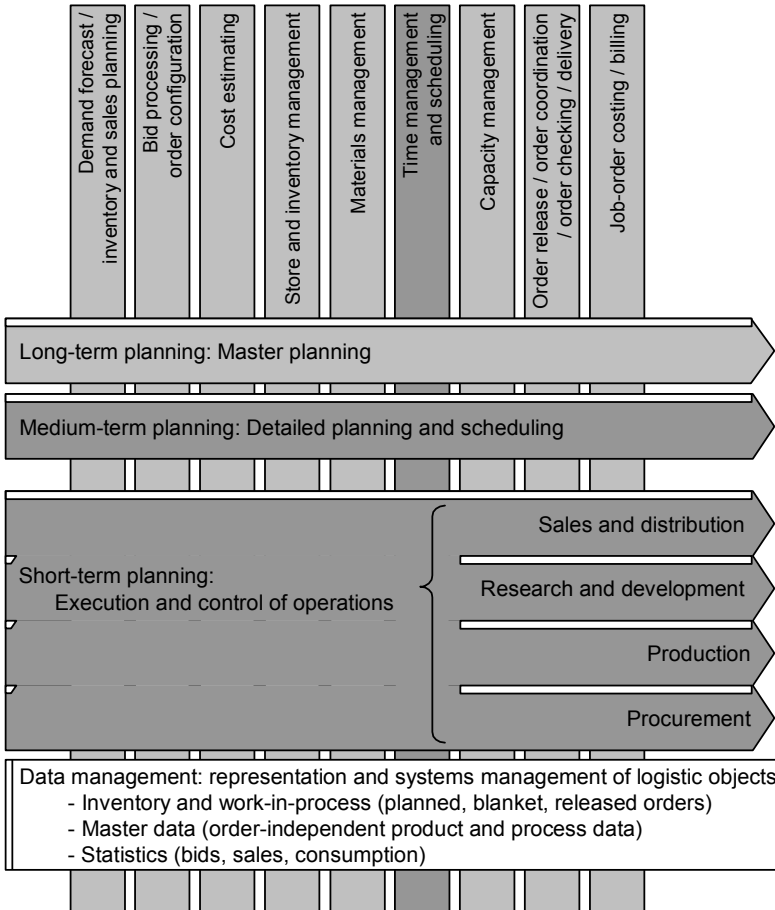 Demand forecast /
inventory and sales planning
Bid processing /
order configuration
Cost estimating
Store and inventory management
Materials management
Time management
and scheduling
Capacity management
Order release / order coordination
/ order checking / delivery
Job-order costing / billing
Long-term planning: Master planning
Medium-term planning: Detailed planning and scheduling
Sales and distribution
Short-term planning:
Execution and control of operations
Research and development
Production
Procurement
Data management: representation and systems management of logistic objects
- Inventory and work-in-process (planned, blanket, released orders)
- Master data (order-independent product and process data)
- Statistics (bids, sales, consumption)